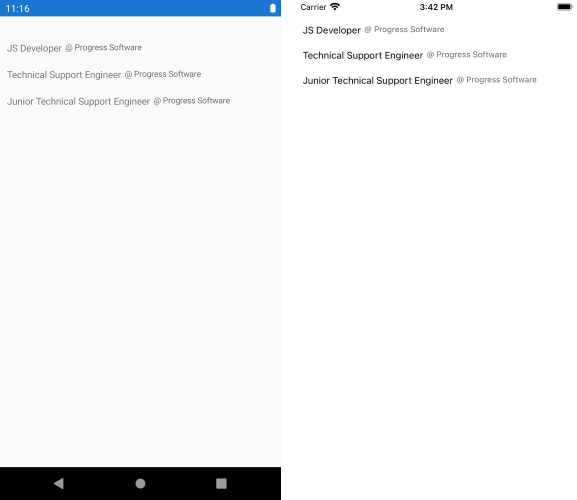 11:16
JS Developer @ Progress Software
Technical Support Engineer @ Progress Software
Junior Technical Support Engineer @ Progress Software
Carrier 3:42 PM
JS Developer @ Progress Software
Technical Support Engineer @ Progress Software
Junior Technical Support Engineer @ Progress Software